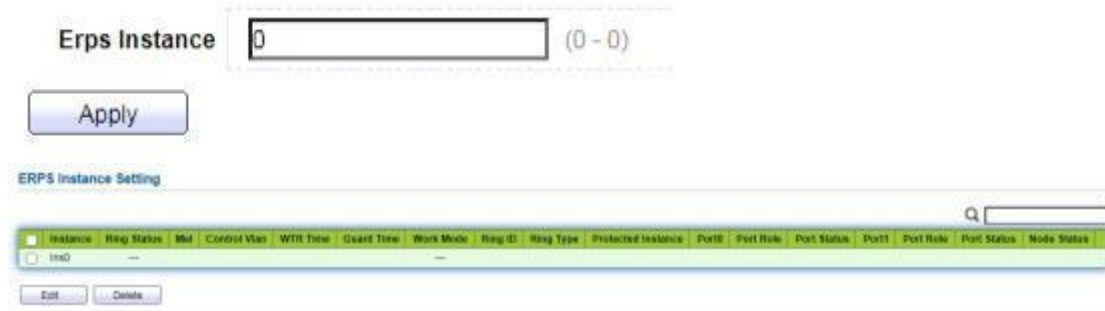 Erps Instance 0 (0 - 0)
Apply
ERPS Instance Setting
Instance Ring Status Mel Control Vlan WTR Time Guard Time Work Mode Ring ID Ring Type Protected Instance Port0 Port Role Port Status Port1 Port Role Port Status Node Status
Ins0 --- ---
Edit Delete